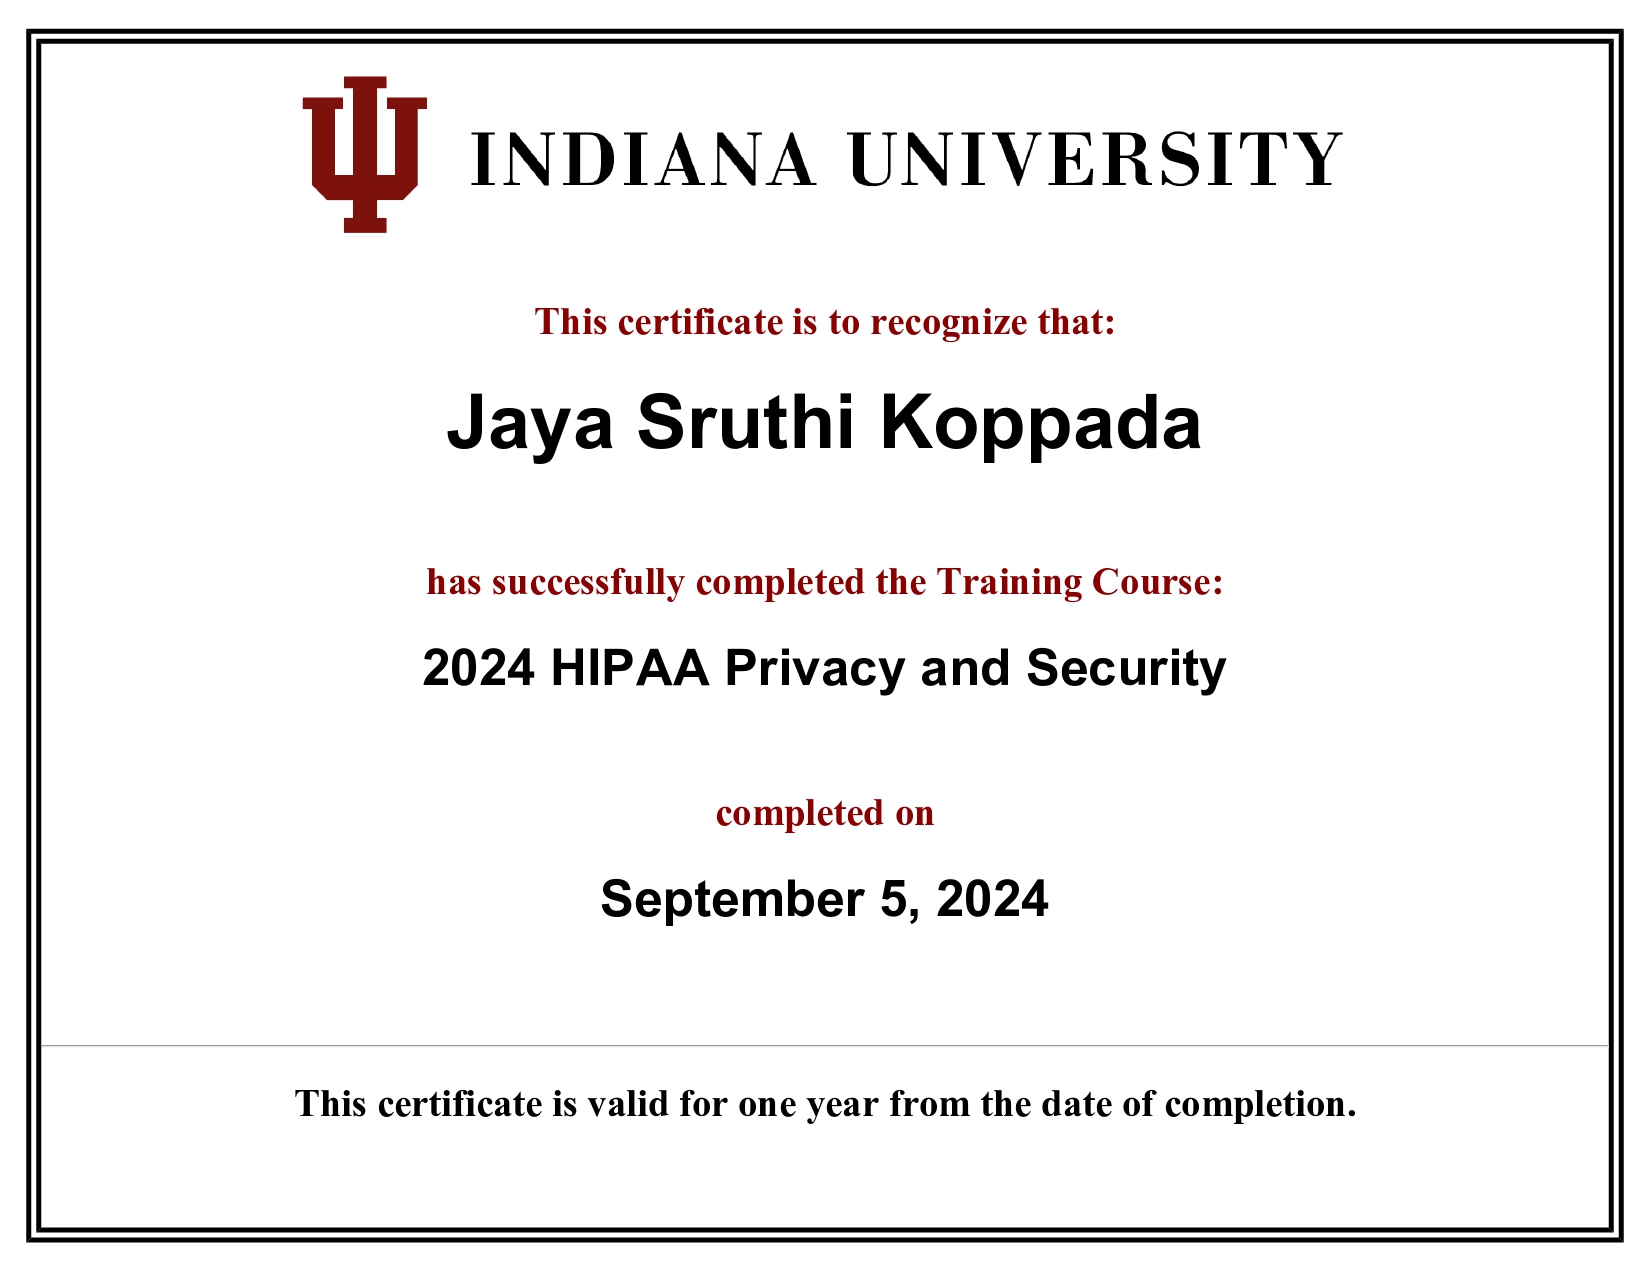 INDIANA UNIVERSITY
This certificate is to recognize that:
Jaya Sruthi Koppada
has successfully completed the Training Course:
2024 HIPAA Privacy and Security
completed on
September 5, 2024
This certificate is valid for one year from the date of completion.